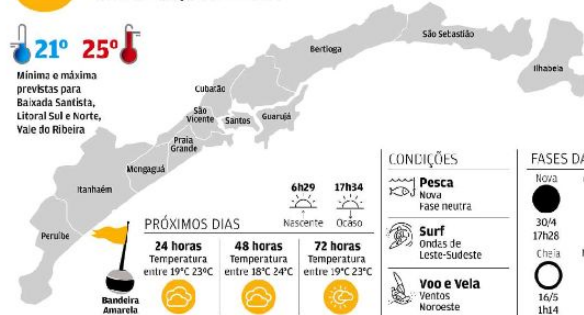 21º 25º
Mínima e máxima
previstas para
Baixada Santista,
Litoral Sul e Norte,
Vale do Ribeira
São Sebastião
Bertioga
Ilhabela
Cubatão
São
Vicente
Santos
Guarujá
Praia
Grande
Mongaguá
Itanhaém
Peruíbe
Bandeira
Amarela
6h29 17h34
Nascente Ocaso
PRÓXIMOS DIAS
24 horas
Temperatura
entre 19ºC 23ºC
48 horas
Temperatura
entre 18ºC 24ºC
72 horas
Temperatura
entre 19ºC 23ºC
CONDIÇÕES
Pesca
Nova
Fase neutra
Surf
Ondas de
Leste-Sudeste
Voo e Vela
Ventos
Noroeste
FASES DA
Nova
30/4
17h28
Cheia
16/5
1h14